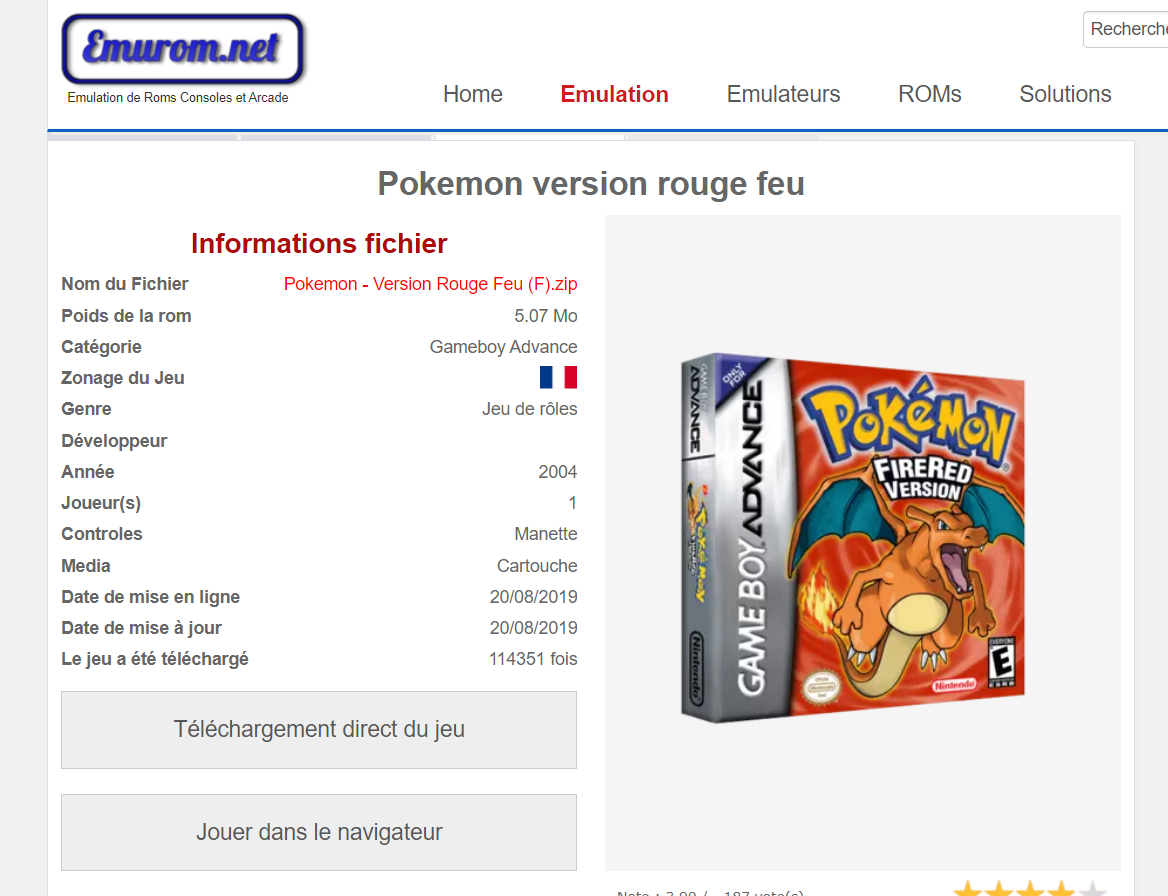 Emurom.net
Emulation de Roms Consoles et Arcade
Recherche
Home
Emulation
Emulateurs
ROMs
Solutions
Pokemon version rouge feu
Informations fichier
Nom du Fichier Pokemon - Version Rouge Feu (F).zip
Poids de la rom 5.07 Mo
Catégorie Gameboy Advance
Zonage du Jeu
Genre Jeu de rôles
Développeur
Année 2004
Joueur(s) 1
Controles Manette
Media Cartouche
Date de mise en ligne 20/08/2019
Date de mise à jour 20/08/2019
Le jeu a été téléchargé 114351 fois
Téléchargement direct du jeu
Jouer dans le navigateur
GAME BOY ADVANCE
Nintendo
ONLY FOR
GAME BOY ADVANCE
POKéMON
FIRERED
VERSION
Nintendo
EVERYONE
E
ESRB